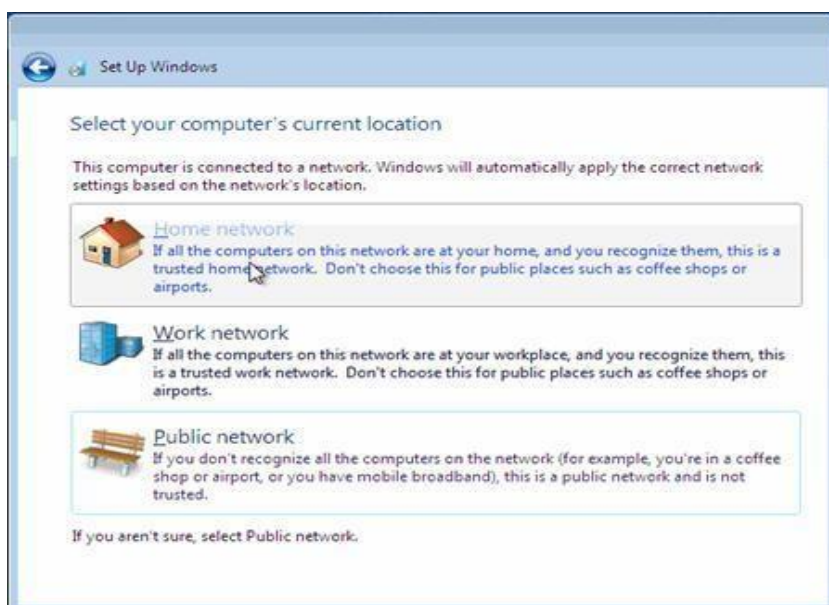 Set Up Windows
Select your computer's current location
This computer is connected to a network. Windows will automatically apply the correct network
settings based on the network's location.
Home network
If all the computers on this network are at your home, and you recognize them, this is a
trusted home network. Don't choose this for public places such as coffee shops or
airports.
Work network
If all the computers on this network are at your workplace, and you recognize them, this
is a trusted work network. Don't choose this for public places such as coffee shops or
airports.
Public network
If you don't recognize all the computers on the network (for example, you're in a coffee
shop or airport, or you have mobile broadband), this is a public network and is not
trusted.
If you aren't sure, select Public network.